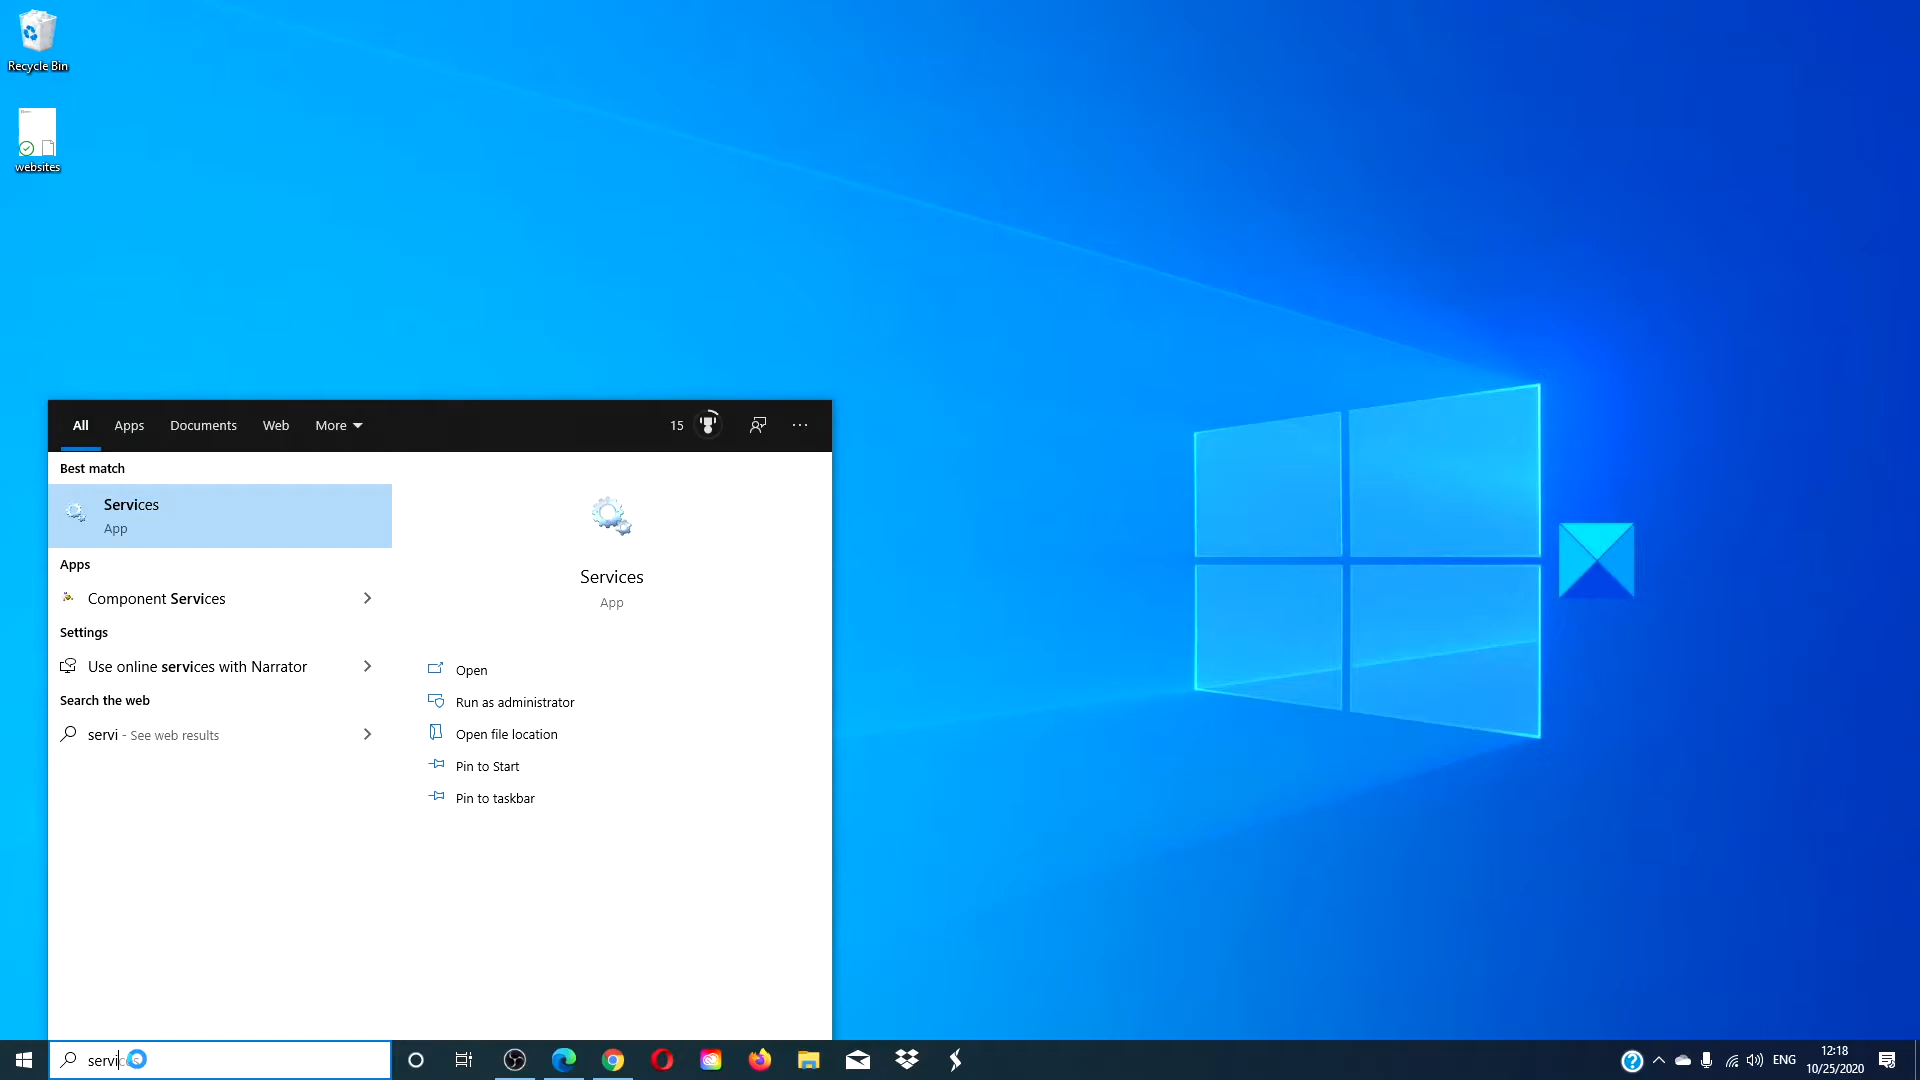 Recycle Bin
websites
All Apps Documents Web More 15
Best match
Services
App
Apps
Component Services
Settings
Use online services with Narrator
Search the web
servi - See web results
Services
App
Open
Run as administrator
Open file location
Pin to Start
Pin to taskbar
services
ENG
12:18
10/25/2020